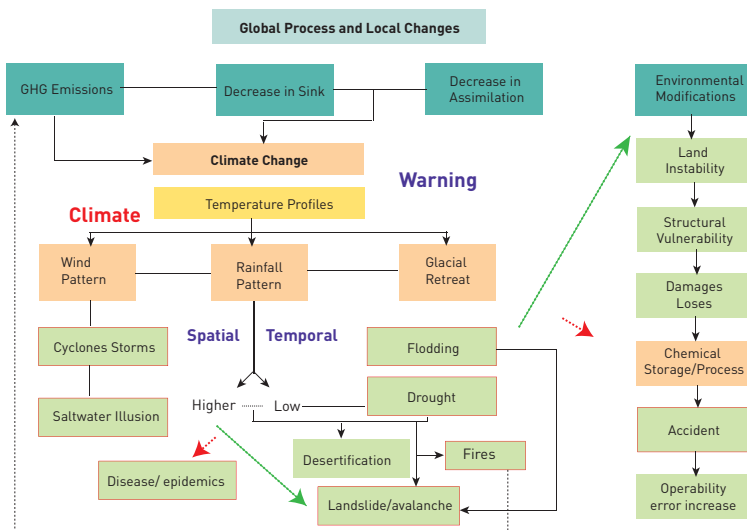 Global Process and Local Changes
GHG Emissions
Decrease in Sink
Decrease in
Assimilation
Environmental
Modifications
Climate Change
Warning
Land
Instability
Temperature Profiles
Climate
Structural
Vulnerability
Wind
Pattern
Rainfall
Pattern
Glacial
Retreat
Damages
Loses
Spatial
Temporal
Cyclones Storms
Flodding
Chemical
Storage/Process
Saltwater Illusion
Higher
Low
Drought
Accident
Desertification
Fires
Disease/ epidemics
Landslide/avalanche
Operability
error increase